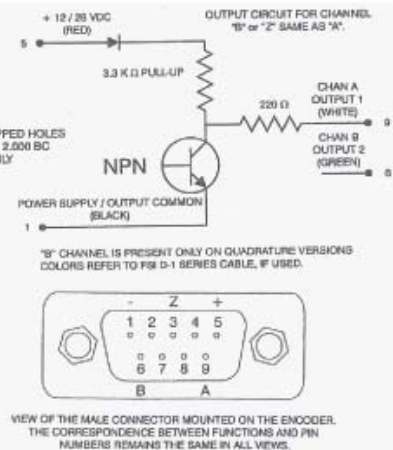 + 12 / 26 VDC
(RED)
OUTPUT CIRCUIT FOR CHANNEL
"B" or "Z" SAME AS "A".
5
3.3 K Ω PULL-UP
220 Ω
CHAN A
OUTPUT 1
(WHITE)
9
CHAN B
OUTPUT 2
(GREEN)
6
PPED HOLES
2.000 BC
LY
NPN
POWER SUPPLY / OUTPUT COMMON
(BLACK)
1
"B" CHANNEL IS PRESENT ONLY ON QUADRATURE VERSIONS
COLORS REFER TO FSI D-1 SERIES CABLE, IF USED.
- Z +
1 2 3 4 5
6 7 8 9
B A
VIEW OF THE MALE CONNECTOR MOUNTED ON THE ENCODER.
THE CORRESPONDENCE BETWEEN FUNCTIONS AND PIN
NUMBERS REMAINS THE SAME IN ALL VIEWS.